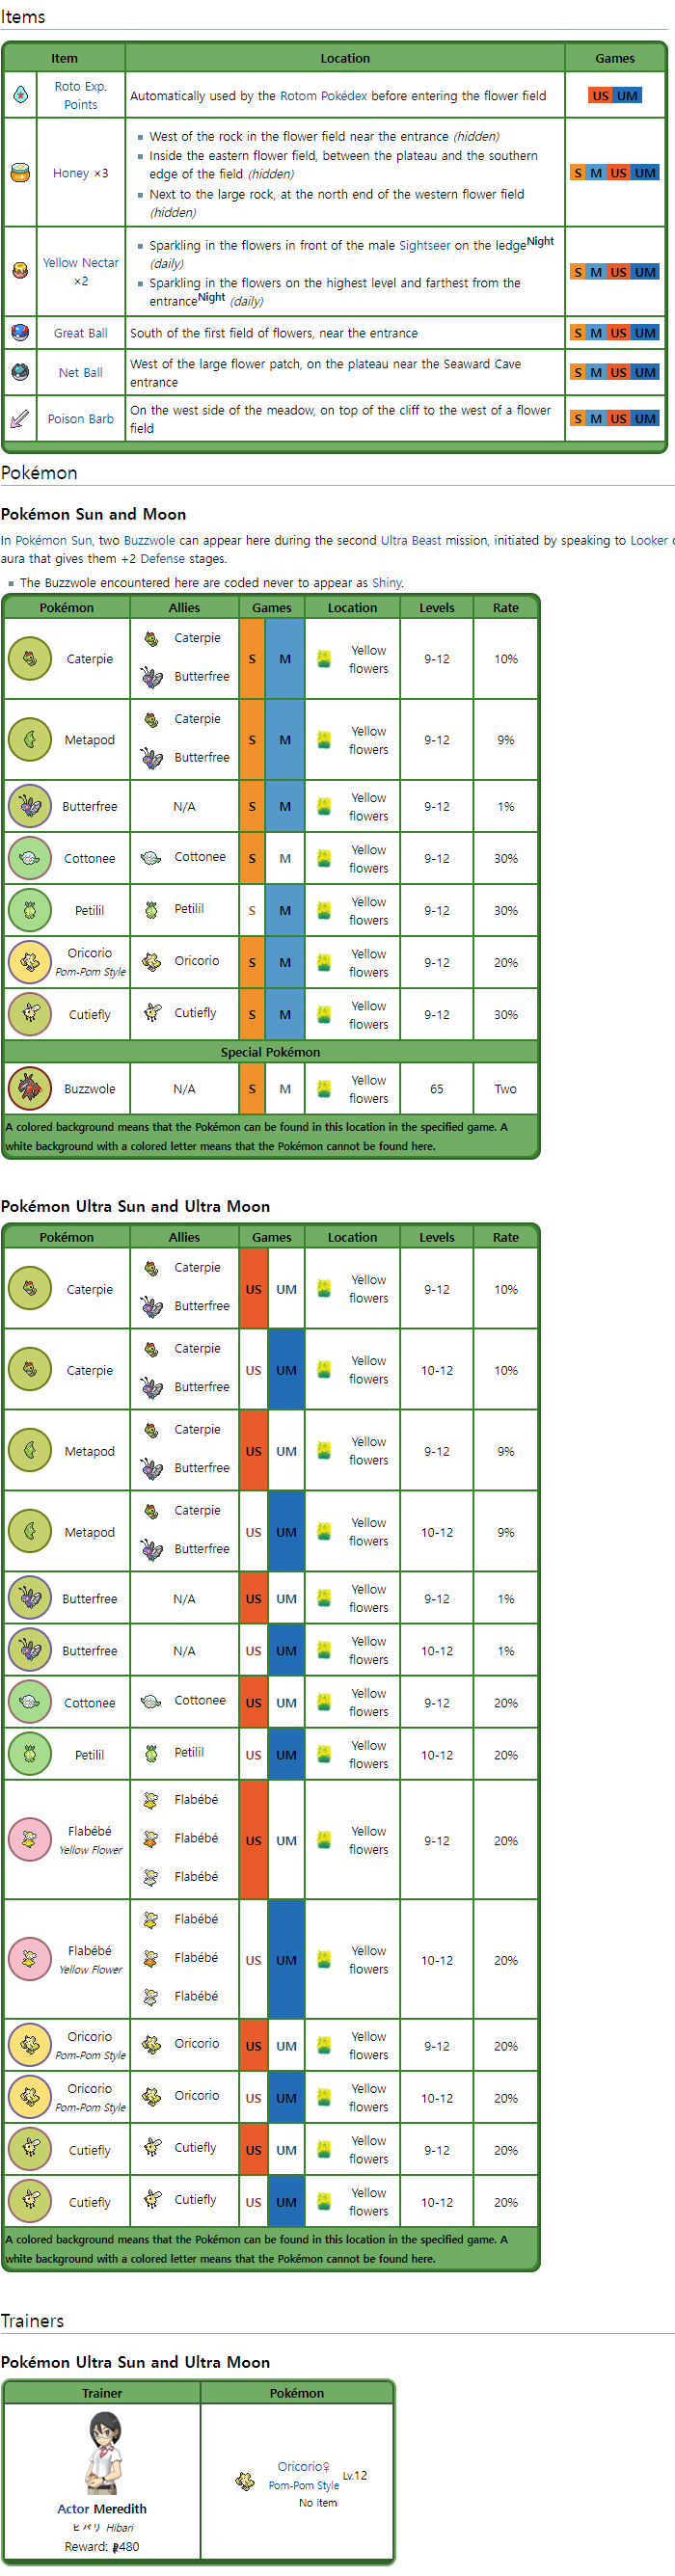 Items
Item Location Games
Roto Exp.
Points
Automatically used by the Rotom Pokédex before entering the flower field
US UM
Honey ×3
West of the rock in the flower field near the entrance (hidden)
Inside the eastern flower field, between the plateau and the southern
edge of the field (hidden)
Next to the large rock, at the north end of the western flower field
(hidden)
S M US UM
Yellow Nectar
×2
Sparkling in the flowers in front of the male Sightseer on the ledgeNight
(daily)
Sparkling in the flowers on the highest level and farthest from the
entranceNight (daily)
S M US UM
Great Ball South of the first field of flowers, near the entrance S M US UM
Net Ball
West of the large flower patch, on the plateau near the Seaward Cave
entrance
S M US UM
Poison Barb
On the west side of the meadow, on top of the cliff to the west of a flower
field
S M US UM
Pokémon
Pokémon Sun and Moon
In Pokémon Sun, two Buzzwole can appear here during the second Ultra Beast mission, initiated by speaking to Looker
aura that gives them +2 Defense stages.
The Buzzwole encountered here are coded never to appear as Shiny.
Pokémon Allies Games Location Levels Rate
Caterpie
Caterpie
Butterfree
S M
Yellow
flowers
9-12 10%
Metapod
Caterpie
Butterfree
S M
Yellow
flowers
9-12 9%
Butterfree N/A S M
Yellow
flowers
9-12 1%
Cottonee Cottonee S M
Yellow
flowers
9-12 30%
Petilil Petilil S M
Yellow
flowers
9-12 30%
Oricorio
Pom-Pom Style
Oricorio S M
Yellow
flowers
9-12 20%
Cutiefly Cutiefly S M
Yellow
flowers
9-12 30%
Special Pokémon
Buzzwole N/A S M
Yellow
flowers
65 Two
A colored background means that the Pokémon can be found in this location in the specified game. A
white background with a colored letter means that the Pokémon cannot be found here.
Pokémon Ultra Sun and Ultra Moon
Pokémon Allies Games Location Levels Rate
Caterpie
Caterpie
Butterfree
US UM
Yellow
flowers
9-12 10%
Caterpie
Caterpie
Butterfree
US UM
Yellow
flowers
10-12 10%
Metapod
Caterpie
Butterfree
US UM
Yellow
flowers
9-12 9%
Metapod
Caterpie
Butterfree
US UM
Yellow
flowers
10-12 9%
Butterfree N/A US UM
Yellow
flowers
9-12 1%
Butterfree N/A US UM
Yellow
flowers
10-12 1%
Cottonee Cottonee US UM
Yellow
flowers
9-12 20%
Petilil Petilil US UM
Yellow
flowers
10-12 20%
Flabébé
Yellow Flower
Flabébé
Flabébé
Flabébé
US UM
Yellow
flowers
9-12 20%
Flabébé
Yellow Flower
Flabébé
Flabébé
Flabébé
US UM
Yellow
flowers
10-12 20%
Oricorio
Pom-Pom Style
Oricorio US UM
Yellow
flowers
9-12 20%
Oricorio
Pom-Pom Style
Oricorio US UM
Yellow
flowers
10-12 20%
Cutiefly Cutiefly US UM
Yellow
flowers
9-12 20%
Cutiefly Cutiefly US UM
Yellow
flowers
10-12 20%
A colored background means that the Pokémon can be found in this location in the specified game. A
white background with a colored letter means that the Pokémon cannot be found here.
Trainers
Pokémon Ultra Sun and Ultra Moon
Trainer Pokémon
Actor Meredith
ヒバリ Hibari
Reward: 480
Oricorio♀
Pom-Pom Style
Lv.12
No item